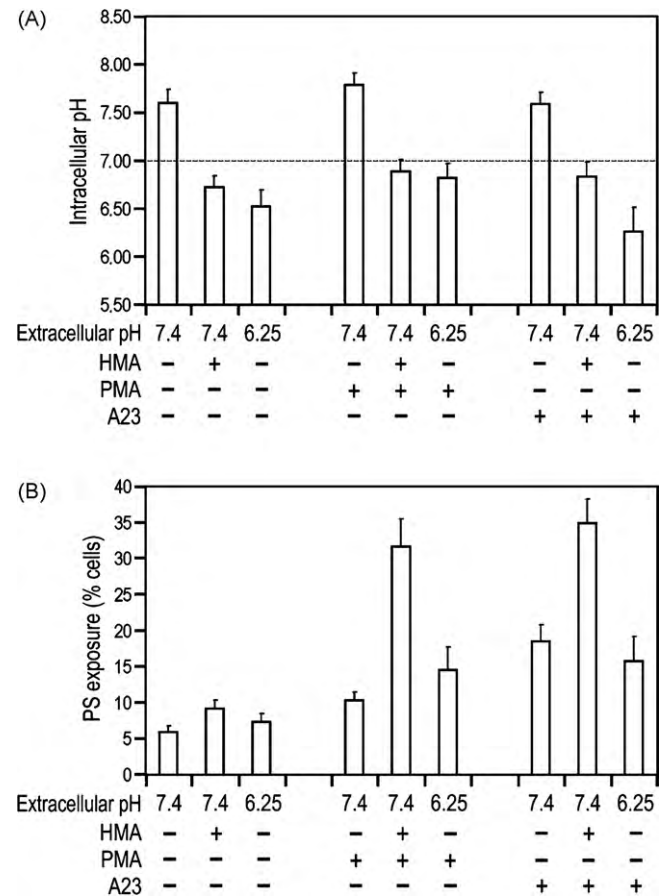 (A)
8.50
8.00
7.50
7.00
6.50
6.00
5.50
Intracellular pH
Extracellular pH 7.4 7.4 6.25 7.4 7.4 6.25 7.4 7.4 6.25
HMA – + – – + – – + –
PMA – – – + + + – – –
A23 – – – – – – + + +
(B)
40
35
30
25
20
15
10
5
0
PS exposure (% cells)
Extracellular pH 7.4 7.4 6.25 7.4 7.4 6.25 7.4 7.4 6.25
HMA – + – – + – – + –
PMA – – – + + + – – –
A23 – – – – – – + + +